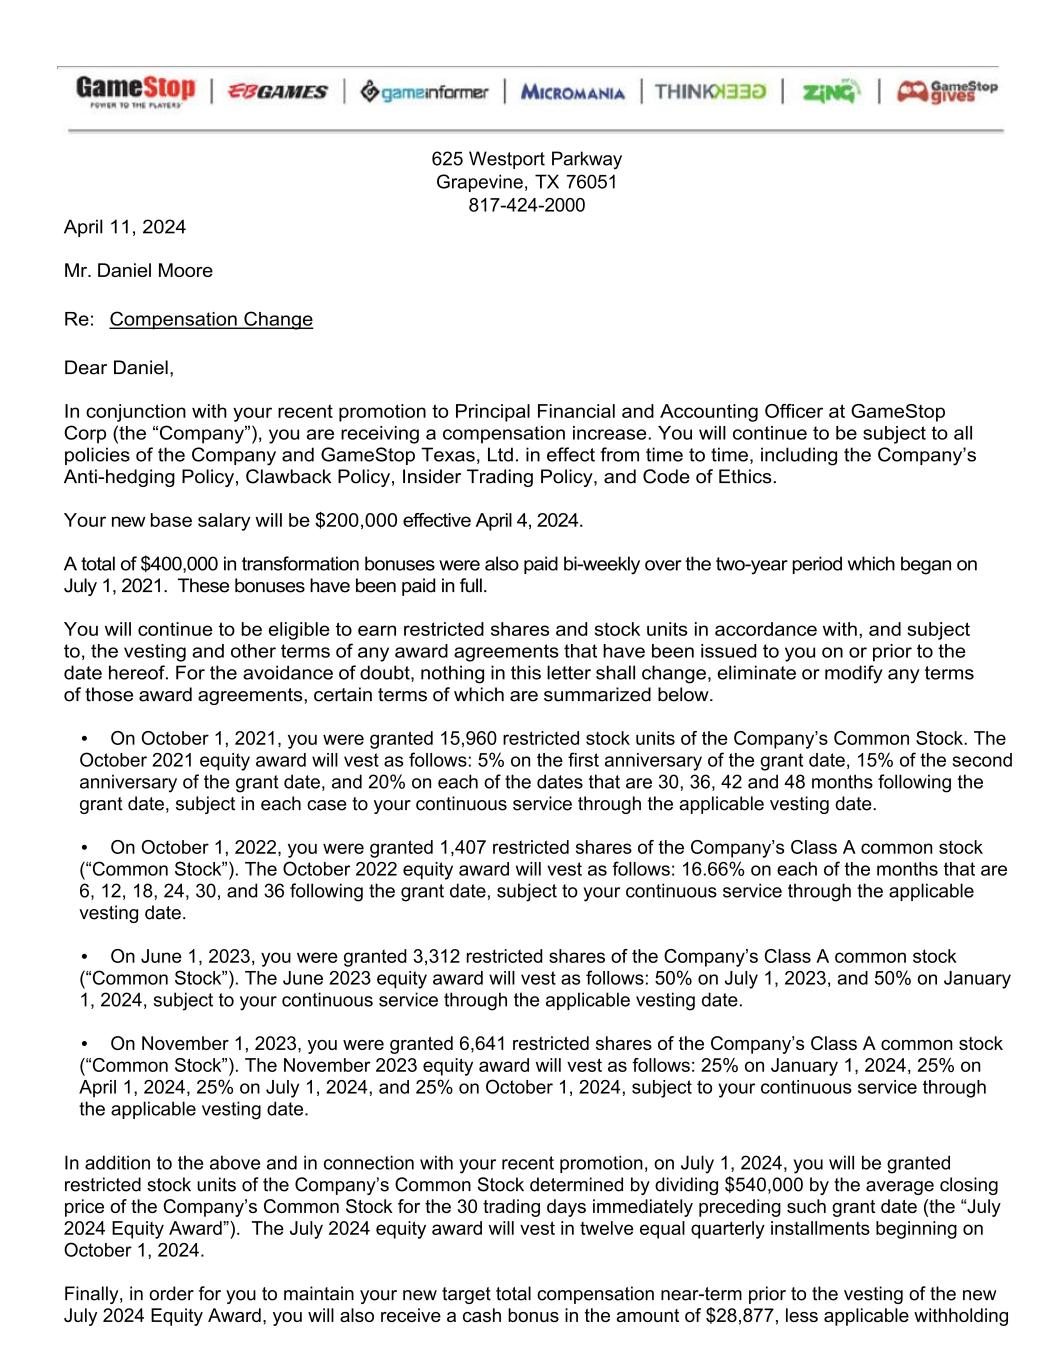 GameStop | EBGAMES | gameinformer | MICROMANIA | THINKGEEK | ZiNG | GameStop gives
POWER TO THE PLAYERS
625 Westport Parkway
Grapevine, TX 76051
817-424-2000
April 11, 2024
Mr. Daniel Moore
Re: Compensation Change
Dear Daniel,
In conjunction with your recent promotion to Principal Financial and Accounting Officer at GameStop
Corp (the “Company”), you are receiving a compensation increase. You will continue to be subject to all
policies of the Company and GameStop Texas, Ltd. in effect from time to time, including the Company’s
Anti-hedging Policy, Clawback Policy, Insider Trading Policy, and Code of Ethics.
Your new base salary will be $200,000 effective April 4, 2024.
A total of $400,000 in transformation bonuses were also paid bi-weekly over the two-year period which began on
July 1, 2021. These bonuses have been paid in full.
You will continue to be eligible to earn restricted shares and stock units in accordance with, and subject
to, the vesting and other terms of any award agreements that have been issued to you on or prior to the
date hereof. For the avoidance of doubt, nothing in this letter shall change, eliminate or modify any terms
of those award agreements, certain terms of which are summarized below.
• On October 1, 2021, you were granted 15,960 restricted stock units of the Company’s Common Stock. The
October 2021 equity award will vest as follows: 5% on the first anniversary of the grant date, 15% of the second
anniversary of the grant date, and 20% on each of the dates that are 30, 36, 42 and 48 months following the
grant date, subject in each case to your continuous service through the applicable vesting date.
• On October 1, 2022, you were granted 1,407 restricted shares of the Company’s Class A common stock
(“Common Stock”). The October 2022 equity award will vest as follows: 16.66% on each of the months that are
6, 12, 18, 24, 30, and 36 following the grant date, subject to your continuous service through the applicable
vesting date.
• On June 1, 2023, you were granted 3,312 restricted shares of the Company’s Class A common stock
(“Common Stock”). The June 2023 equity award will vest as follows: 50% on July 1, 2023, and 50% on January
1, 2024, subject to your continuous service through the applicable vesting date.
• On November 1, 2023, you were granted 6,641 restricted shares of the Company’s Class A common stock
(“Common Stock”). The November 2023 equity award will vest as follows: 25% on January 1, 2024, 25% on
April 1, 2024, 25% on July 1, 2024, and 25% on October 1, 2024, subject to your continuous service through
the applicable vesting date.
In addition to the above and in connection with your recent promotion, on July 1, 2024, you will be granted
restricted stock units of the Company’s Common Stock determined by dividing $540,000 by the average closing
price of the Company’s Common Stock for the 30 trading days immediately preceding such grant date (the “July
2024 Equity Award”). The July 2024 equity award will vest in twelve equal quarterly installments beginning on
October 1, 2024.
Finally, in order for you to maintain your new target total compensation near-term prior to the vesting of the new
July 2024 Equity Award, you will also receive a cash bonus in the amount of $28,877, less applicable withholding